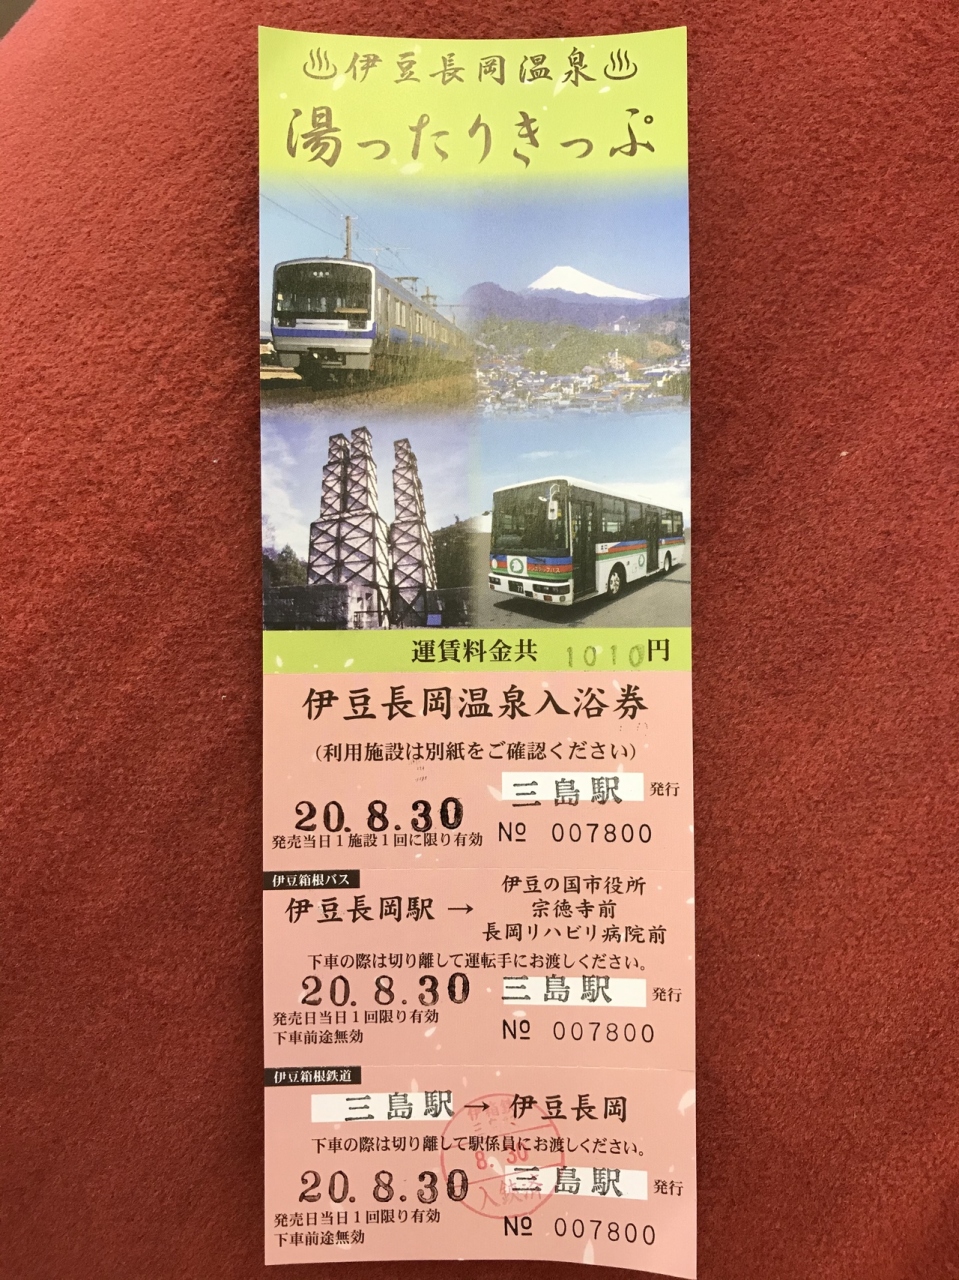 ♨伊豆長岡温泉♨
湯ったりきっぷ
運賃料金共 1010円
伊豆長岡温泉入浴券
(利用施設は別紙をご確認ください)
三島駅 発行
20.8.30
発売当日1施設1回に限り有効
№ 007800
伊豆箱根バス
伊豆長岡駅 →
伊豆の国市役所
宗徳寺前
長岡リハビリ病院前
下車の際は切り離して運転手にお渡しください。
20.8.30
三島駅 発行
発売日当日1回限り有効
下車前途無効
№ 007800
伊豆箱根鉄道
三島駅 → 伊豆長岡
下車の際は切り離して駅係員にお渡しください。
8.30
入鉄済
20.8.30
三島駅 発行
発売日当日1回限り有効
下車前途無効
№ 007800